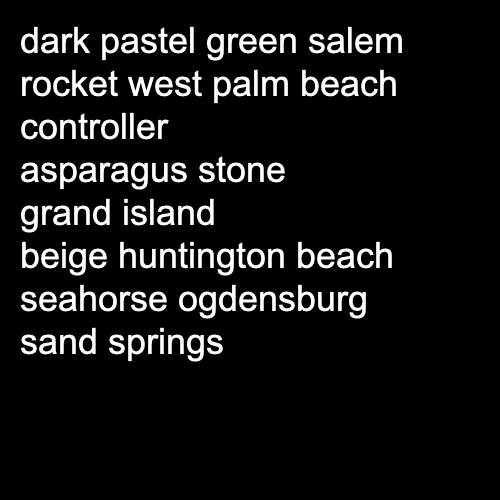 dark pastel green salem
rocket west palm beach
controller
asparagus stone
grand island
beige huntington beach
seahorse ogdensburg
sand springs